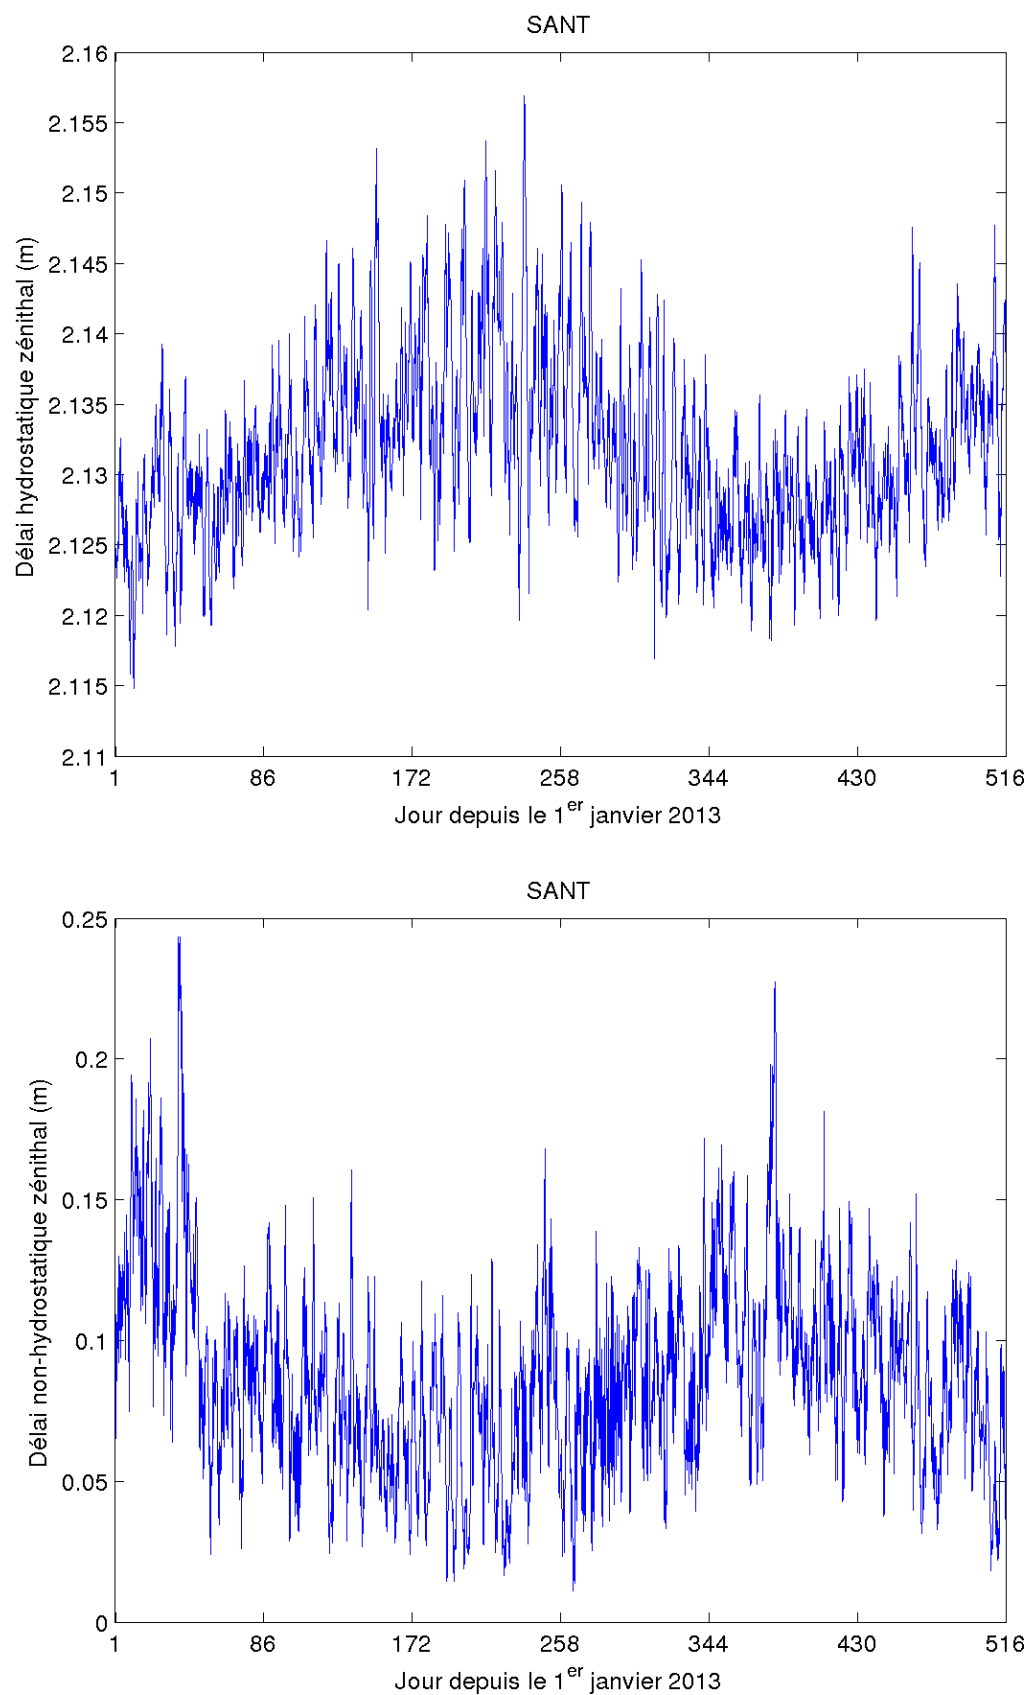 SANT
2.16
2.155
2.15
2.145
2.14
2.135
2.13
2.125
2.12
2.115
2.11
Délai hydrostatique zénithal (m)
1 86 172 258 344 430 516
Jour depuis le 1er janvier 2013
SANT
0.25
0.2
0.15
0.1
0.05
0
Délai non-hydrostatique zénithal (m)
1 86 172 258 344 430 516
Jour depuis le 1er janvier 2013